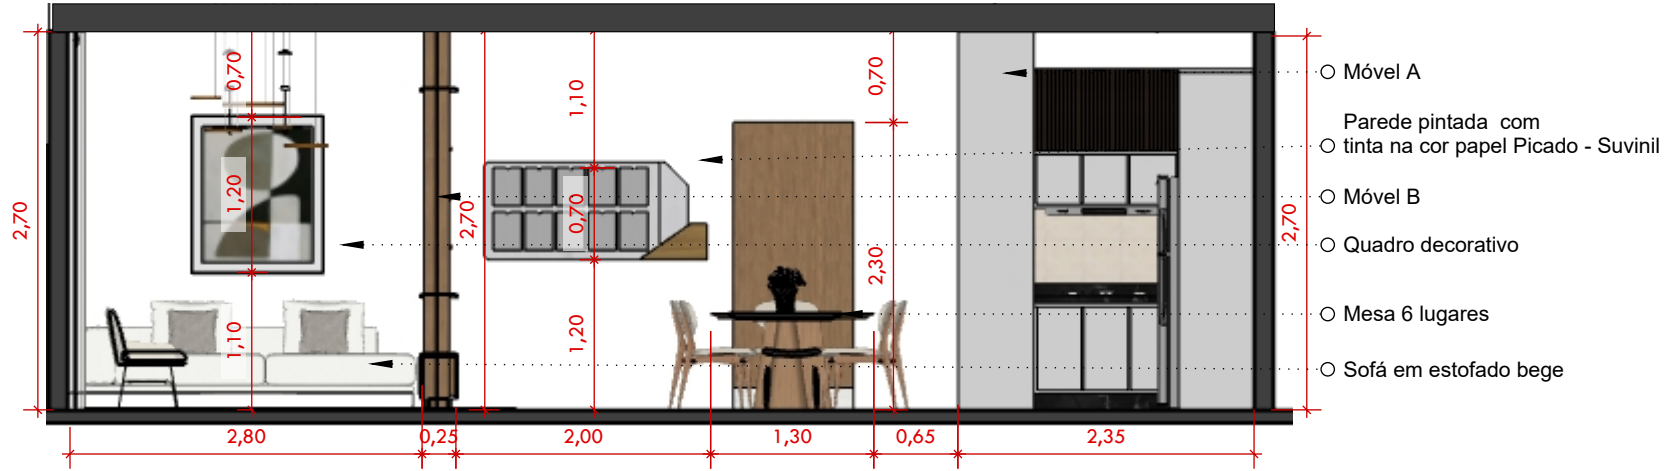 Móvel A
Parede pintada com
tinta na cor papel Picado - Suvinil
Móvel B
Quadro decorativo
Mesa 6 lugares
Sofá em estofado bege
2,70
0,70
1,20
1,10
2,70
1,10
0,70
1,20
0,70
2,30
2,70
2,80
0,25
2,00
1,30
0,65
2,35